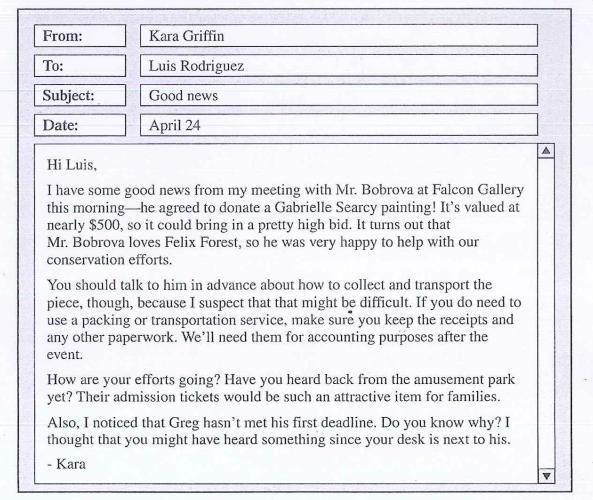 From: Kara Griffin
To: Luis Rodriguez
Subject: Good news
Date: April 24
Hi Luis,
I have some good news from my meeting with Mr. Bobrova at Falcon Gallery
this morning—he agreed to donate a Gabrielle Searcy painting! It's valued at
nearly $500, so it could bring in a pretty high bid. It turns out that
Mr. Bobrova loves Felix Forest, so he was very happy to help with our
conservation efforts.
You should talk to him in advance about how to collect and transport the
piece, though, because I suspect that that might be difficult. If you do need to
use a packing or transportation service, make sure you keep the receipts and
any other paperwork. We'll need them for accounting purposes after the
event.
How are your efforts going? Have you heard back from the amusement park
yet? Their admission tickets would be such an attractive item for families.
Also, I noticed that Greg hasn't met his first deadline. Do you know why? I
thought that you might have heard something since your desk is next to his.
- Kara